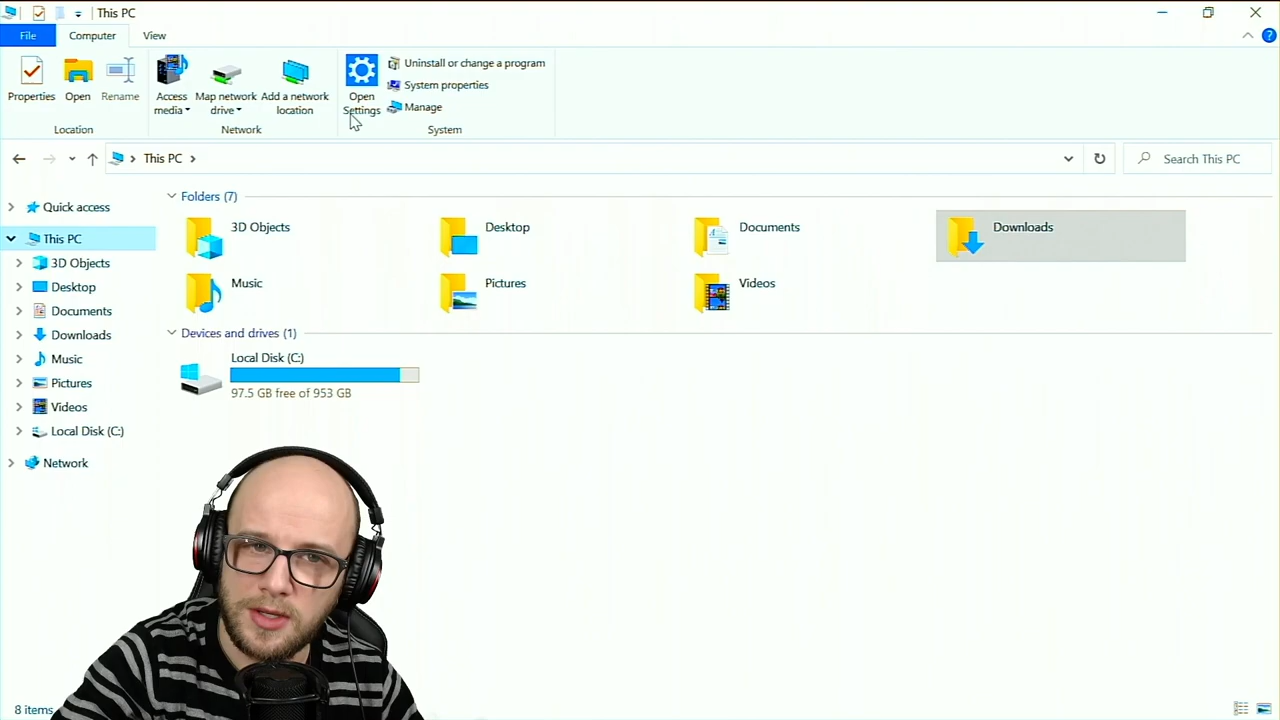 This PC
File
Computer
View
Properties
Open
Rename
Location
Access
media
Map network
drive
Add a network
location
Network
Open
Settings
Uninstall or change a program
System properties
Manage
System
This PC
Search This PC
Quick access
This PC
3D Objects
Desktop
Documents
Downloads
Music
Pictures
Videos
Local Disk (C:)
Network
Folders (7)
3D Objects
Desktop
Documents
Downloads
Music
Pictures
Videos
Devices and drives (1)
Local Disk (C:)
97.5 GB free of 953 GB
8 items